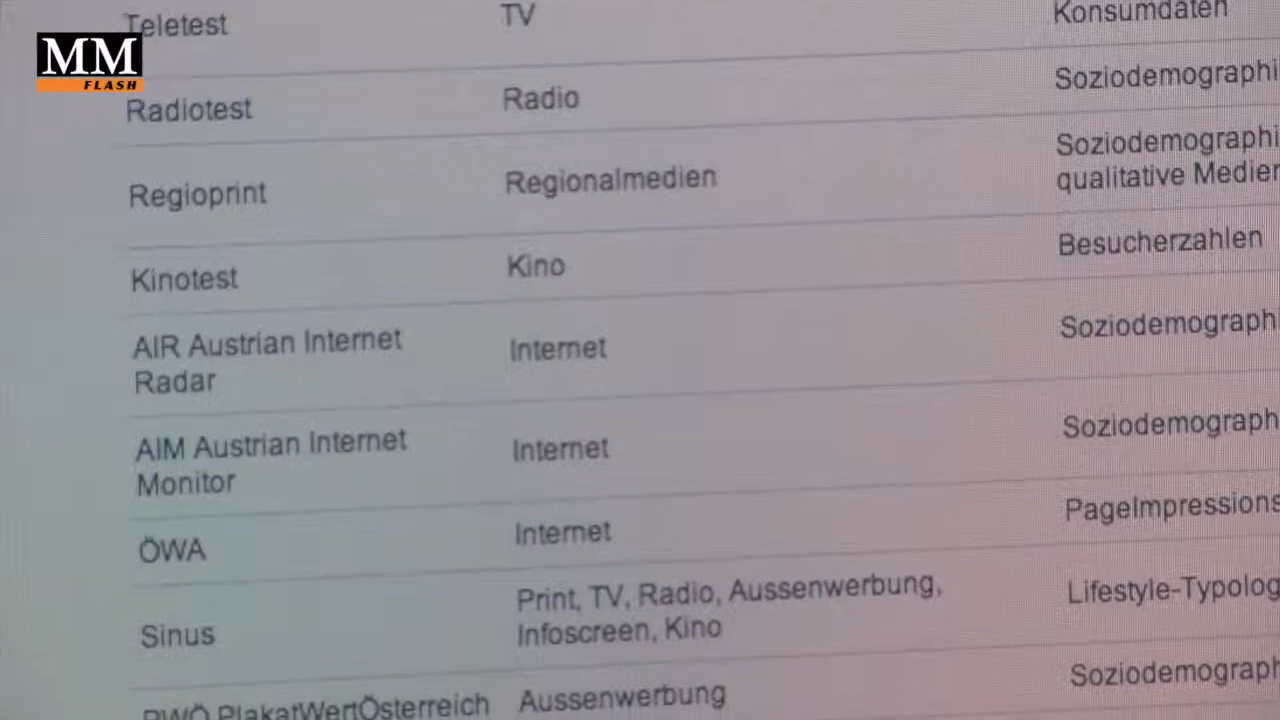 Teletest TV Konsumdaten
MM
FLASH
Radiotest Radio Soziodemographi
Regioprint Regionalmedien Soziodemographi
qualitative Medien
Kinotest Kino Besucherzahlen
AIR Austrian Internet
Radar
Internet Soziodemograph
AIM Austrian Internet
Monitor
Internet Soziodemograph
ÖWA Internet PageImpressions
Sinus Print, TV, Radio, Aussenwerbung,
Infoscreen, Kino
Lifestyle-Typolog
PWÖ PlakatWertÖsterreich Aussenwerbung Soziodemograph